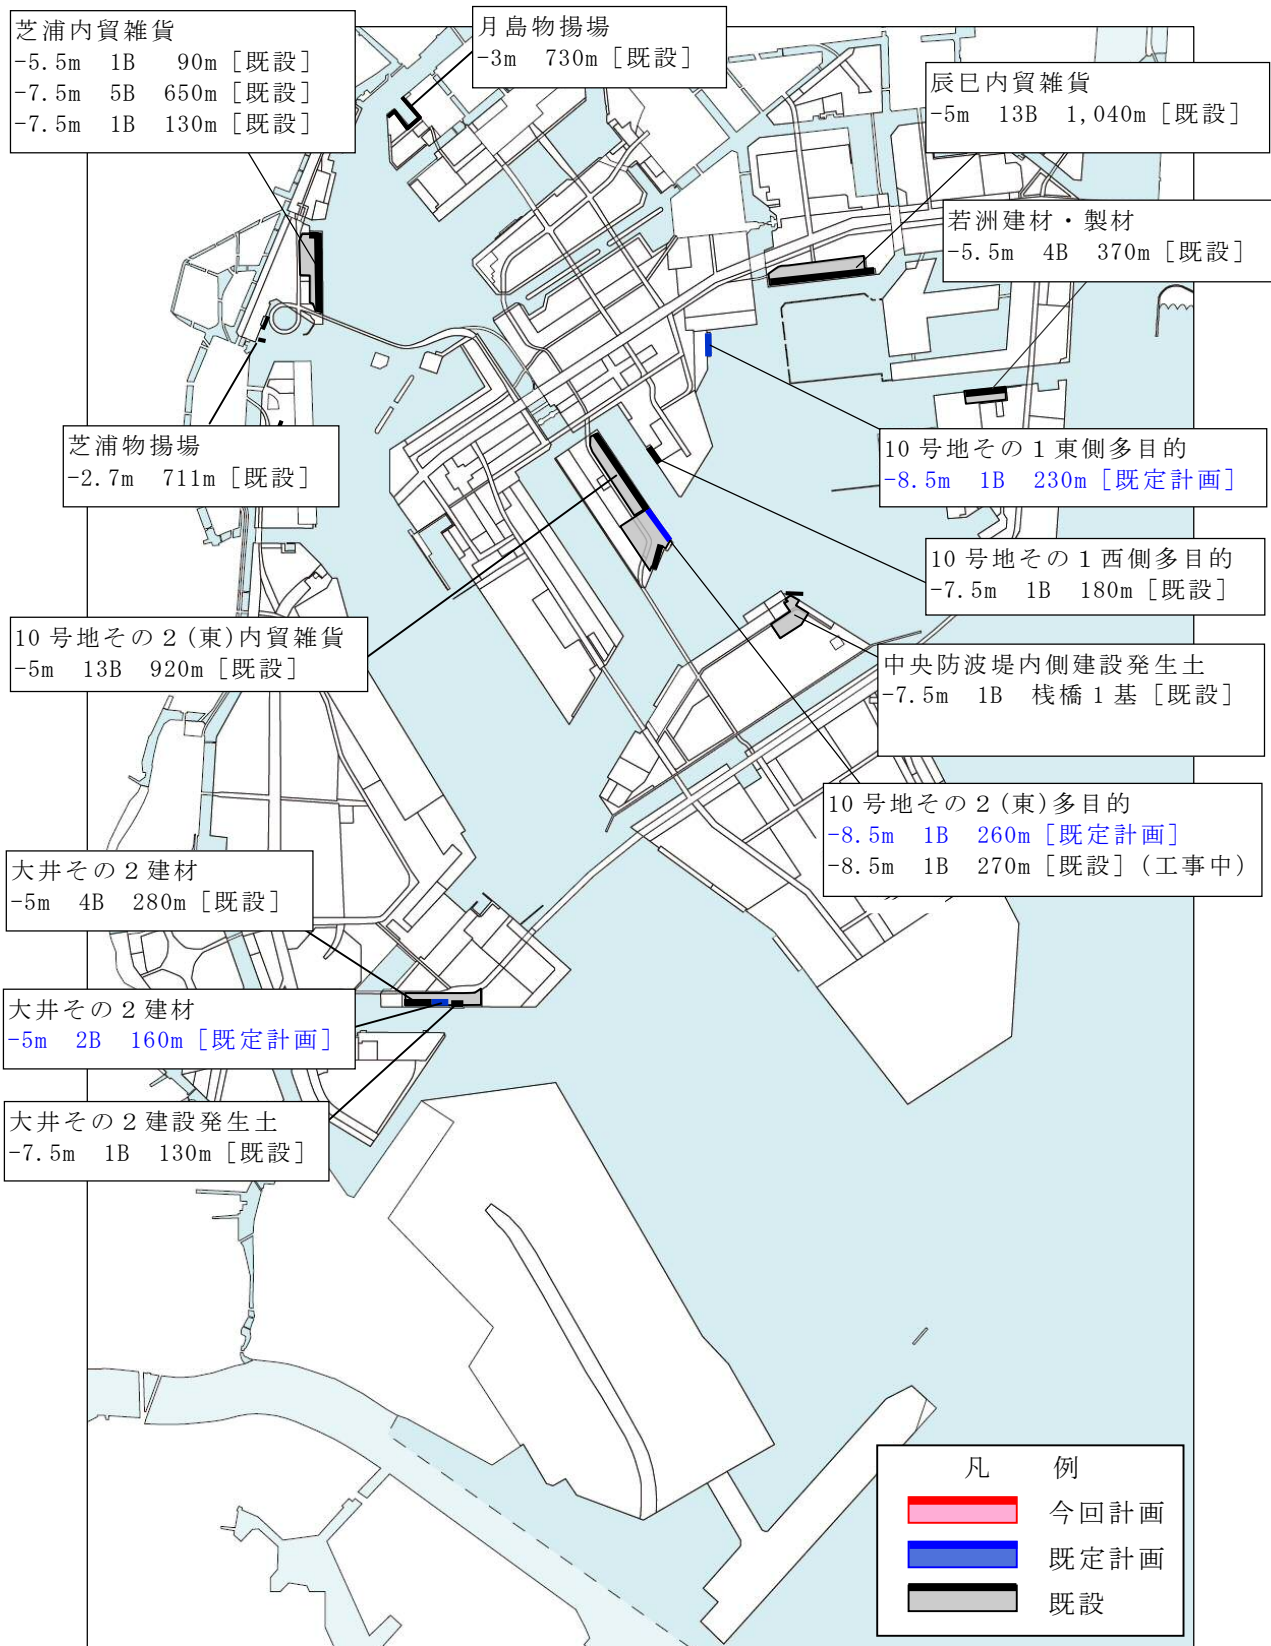 芝浦内貿雑貨
-5.5m 1B 90m［既設］
-7.5m 5B 650m［既設］
-7.5m 1B 130m［既設］
月島物揚場
-3m 730m［既設］
辰巳内貿雑貨
-5m 13B 1,040m［既設］
若洲建材・製材
-5.5m 4B 370m［既設］
芝浦物揚場
-2.7m 711m［既設］
10号地その１東側多目的
-8.5m 1B 230m［既定計画］
10号地その１西側多目的
-7.5m 1B 180m［既設］
10号地その２(東)内貿雑貨
-5m 13B 920m［既設］
中央防波堤内側建設発生土
-7.5m 1B 桟橋１基［既設］
10号地その２(東)多目的
-8.5m 1B 260m［既定計画］
-8.5m 1B 270m［既設］(工事中)
大井その２建材
-5m 4B 280m［既設］
大井その２建材
-5m 2B 160m［既定計画］
大井その２建設発生土
-7.5m 1B 130m［既設］
凡 例
今回計画
既定計画
既設